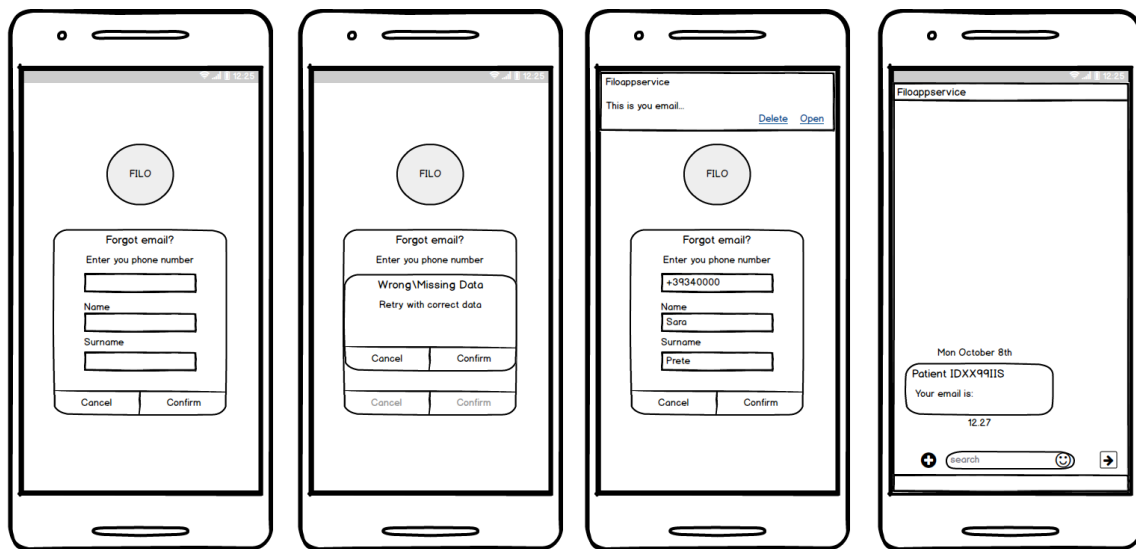 12.25
FILO
Forgot email?
Enter you phone number
Name
Surname
Cancel Confirm
12.25
FILO
Forgot email?
Enter you phone number
Wrong\Missing Data
Retry with correct data
Cancel Confirm
Cancel Confirm
Filoappservice
This is you email...
Delete Open
FILO
Forgot email?
Enter you phone number
+39340000
Name
Sara
Surname
Prete
Cancel Confirm
12.25
Filoappservice
Mon October 8th
Patient IDXX99IIS
Your email is:
12.27
search